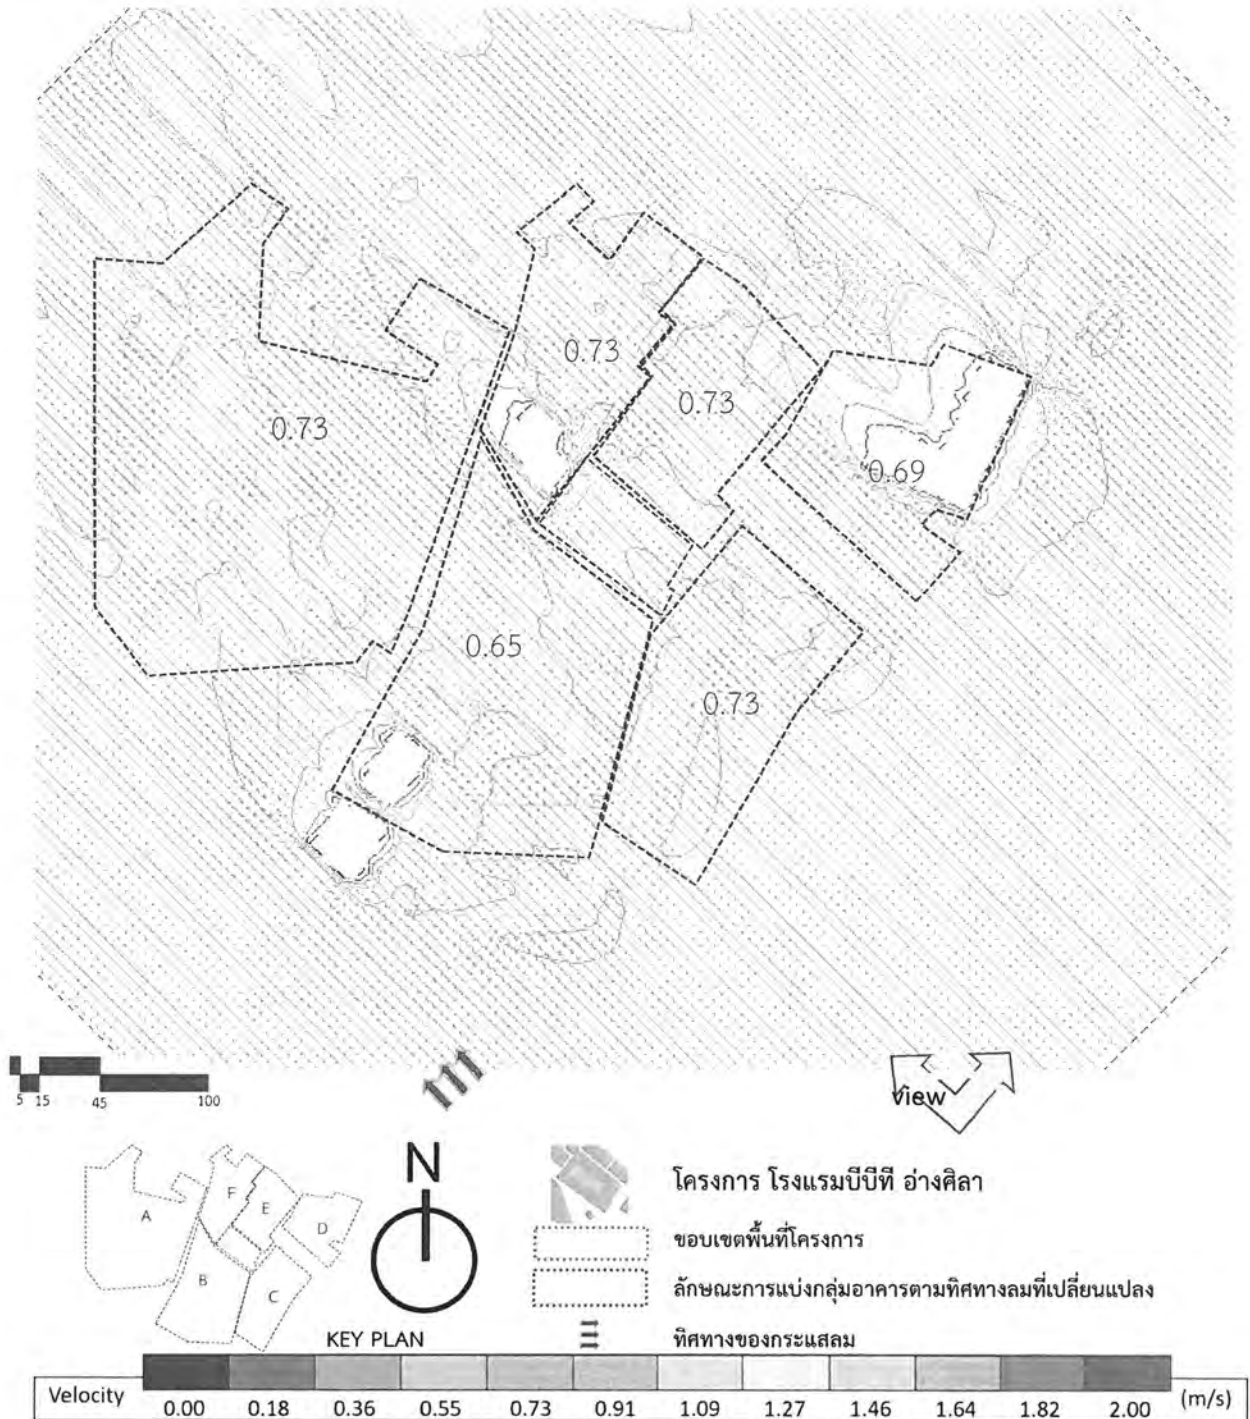 0.73
0.73
0.73
0.69
0.65
0.73
5 15 45 100
view
N
โครงการ โรงแรมบีบีที อ่างศิลา
ขอบเขตพื้นที่โครงการ
ลักษณะการแบ่งกลุ่มอาคารตามทิศทางลมที่เปลี่ยนแปลง
ทิศทางของกระแสลม
A
F
E
D
B
C
KEY PLAN
Velocity 0.00 0.18 0.36 0.55 0.73 0.91 1.09 1.27 1.46 1.64 1.82 2.00 (m/s)